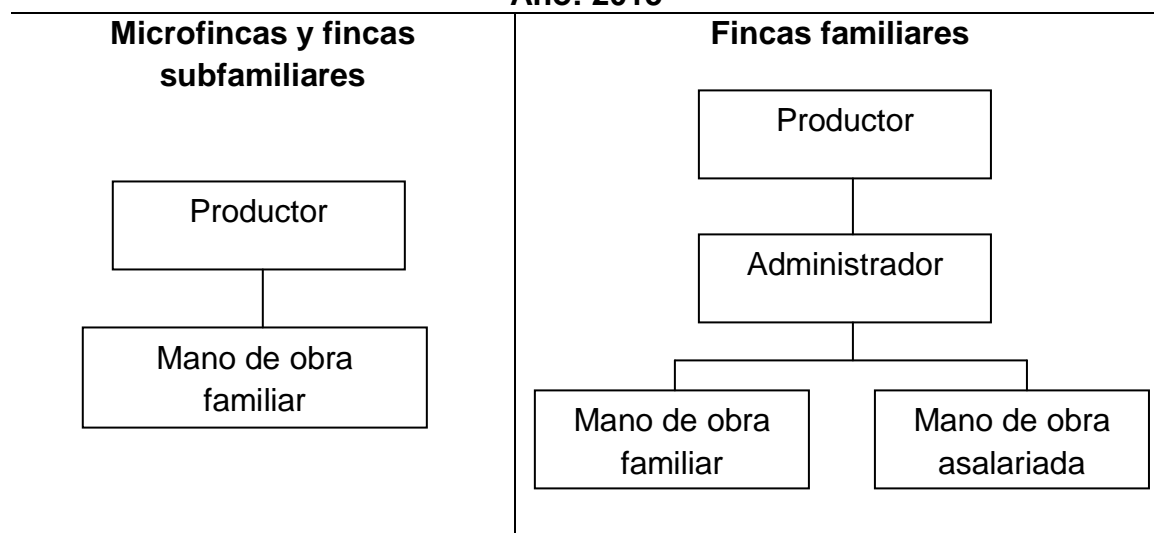 Microfincas y fincas
subfamiliares
Productor
Mano de obra
familiar
Fincas familiares
Productor
Administrador
Mano de obra
familiar
Mano de obra
asalariada